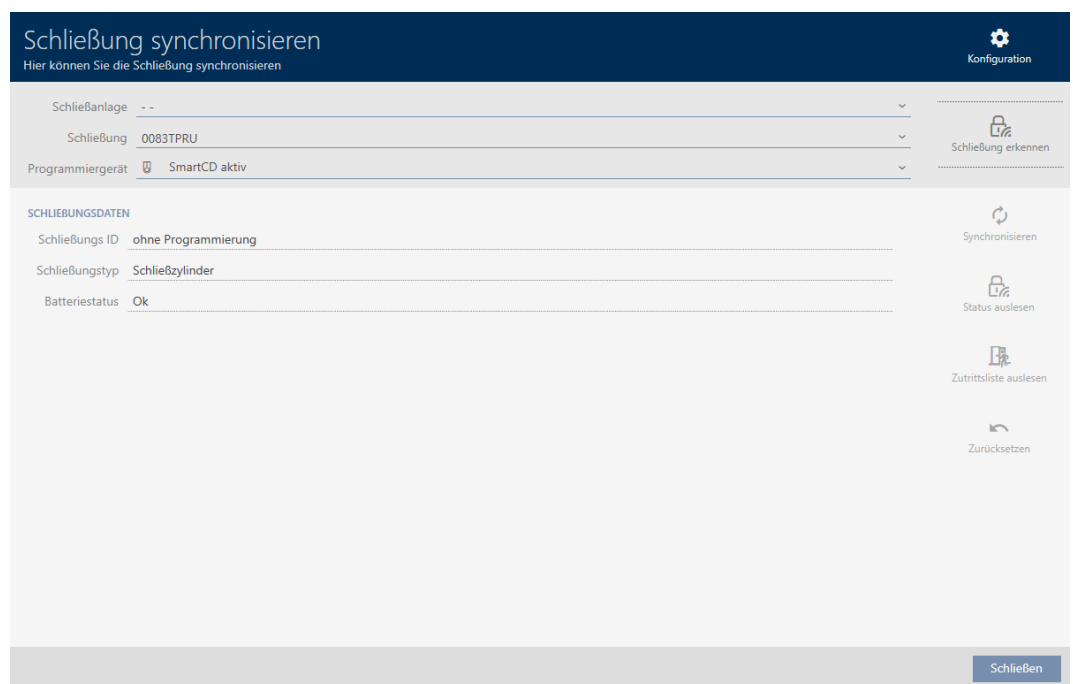 Schließung synchronisieren
Hier können Sie die Schließung synchronisieren
Konfiguration
Schließanlage - -
Schließung 0083TPRU
Programmiergerät SmartCD aktiv
Schließung erkennen
SCHLIEßUNGSDATEN
Schließungs ID ohne Programmierung
Schließungstyp Schließzylinder
Batteriestatus Ok
Synchronisieren
Status auslesen
Zutrittsliste auslesen
Zurücksetzen
Schließen